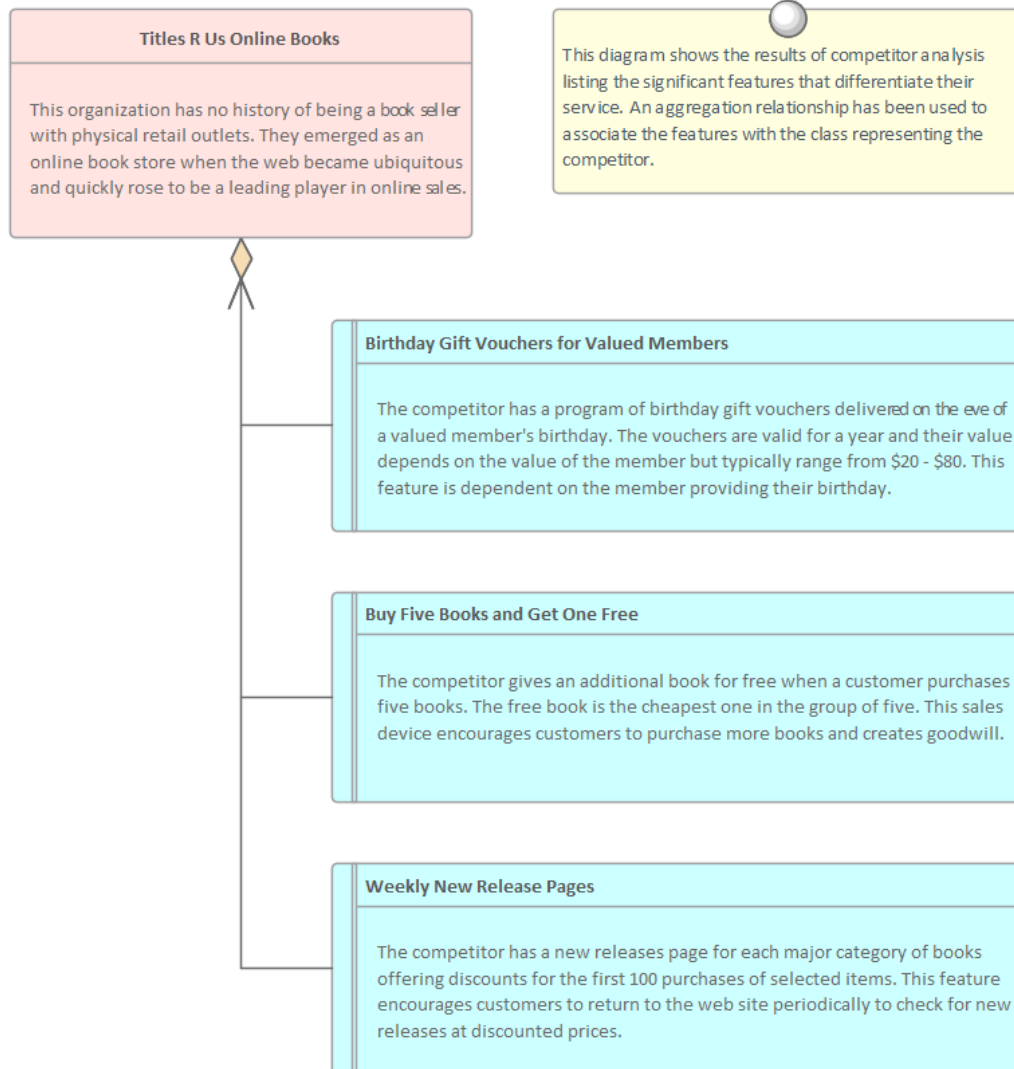 Titles R Us Online Books
This organization has no history of being a book seller
with physical retail outlets. They emerged as an
online book store when the web became ubiquitous
and quickly rose to be a leading player in online sales.
This diagram shows the results of competitor analysis
listing the significant features that differentiate their
service. An aggregation relationship has been used to
associate the features with the class representing the
competitor.
Birthday Gift Vouchers for Valued Members
The competitor has a program of birthday gift vouchers delivered on the eve of
a valued member's birthday. The vouchers are valid for a year and their value
depends on the value of the member but typically range from $20 - $80. This
feature is dependent on the member providing their birthday.
Buy Five Books and Get One Free
The competitor gives an additional book for free when a customer purchases
five books. The free book is the cheapest one in the group of five. This sales
device encourages customers to purchase more books and creates goodwill.
Weekly New Release Pages
The competitor has a new releases page for each major category of books
offering discounts for the first 100 purchases of selected items. This feature
encourages customers to return to the web site periodically to check for new
releases at discounted prices.